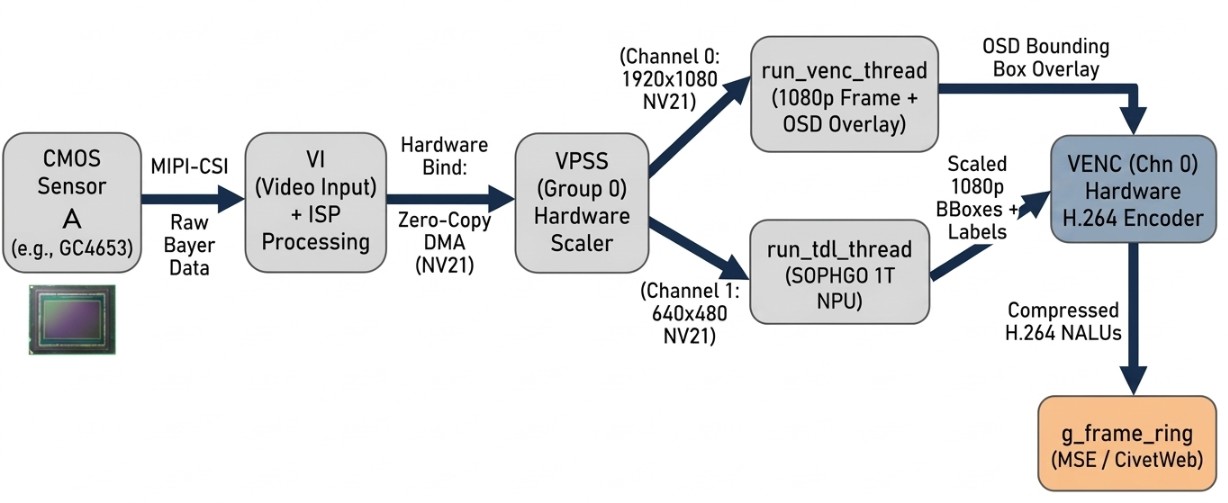 CMOS
Sensor
A
(e.g., GC4653)
MIPI-CSI
Raw
Bayer
Data
VI
(Video Input)
+ ISP
Processing
Hardware
Bind:
Zero-Copy
DMA
(NV21)
VPSS
(Group 0)
Hardware
Scaler
(Channel 0:
1920x1080
NV21)
run_venc_thread
(1080p Frame +
OSD Overlay)
OSD Bounding
Box Overlay
(Channel 1:
640x480
NV21)
run_tdl_thread
(SOPHGO 1T
NPU)
Scaled
1080p
BBoxes +
Labels
VENC (Chn 0)
Hardware
H.264 Encoder
Compressed
H.264 NALUs
g_frame_ring
(MSE / CivetWeb)